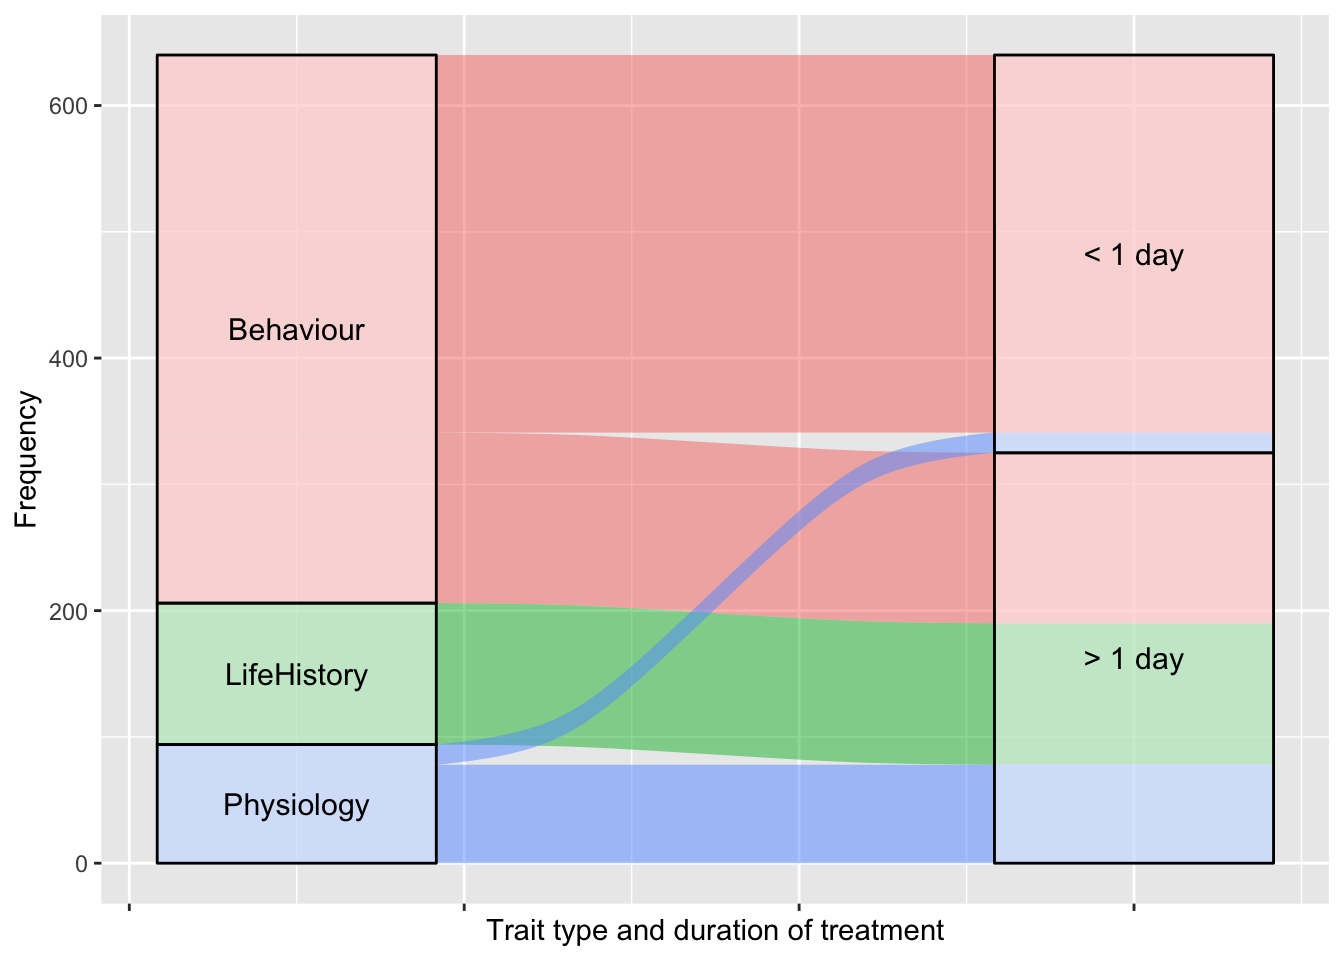 600
400
200
0
Frequency
Behaviour
LifeHistory
Physiology
< 1 day
> 1 day
Trait type and duration of treatment